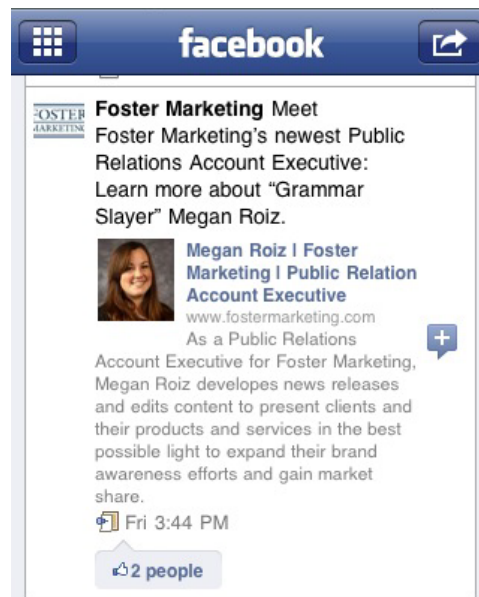 facebook
FOSTER
MARKETING
Foster Marketing Meet
Foster Marketing's newest Public
Relations Account Executive:
Learn more about “Grammar
Slayer” Megan Roiz.
Megan Roiz | Foster
Marketing | Public Relation
Account Executive
www.fostermarketing.com
As a Public Relations
Account Executive for Foster Marketing,
Megan Roiz developes news releases
and edits content to present clients and
their products and services in the best
possible light to expand their brand
awareness efforts and gain market
share.
Fri 3:44 PM
2 people